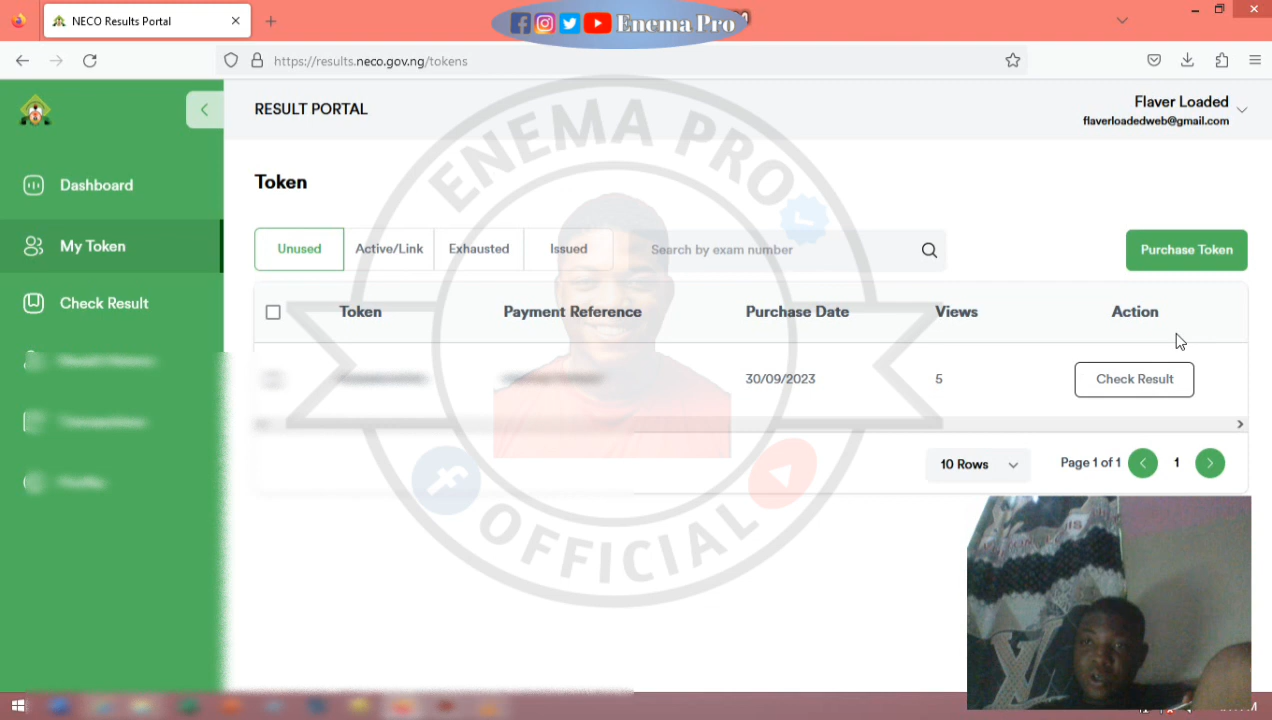 NECO Results Portal
Enema Pro
https://results.neco.gov.ng/tokens
RESULT PORTAL
Flaver Loaded
flaverloadedweb@gmail.com
Dashboard
My Token
Check Result
Token
Unused
Active/Link
Exhausted
Issued
Search by exam number
Purchase Token
Token
Payment Reference
Purchase Date
Views
Action
30/09/2023
5
Check Result
10 Rows
Page 1 of 1
1
ENEMA PRO
OFFICIAL